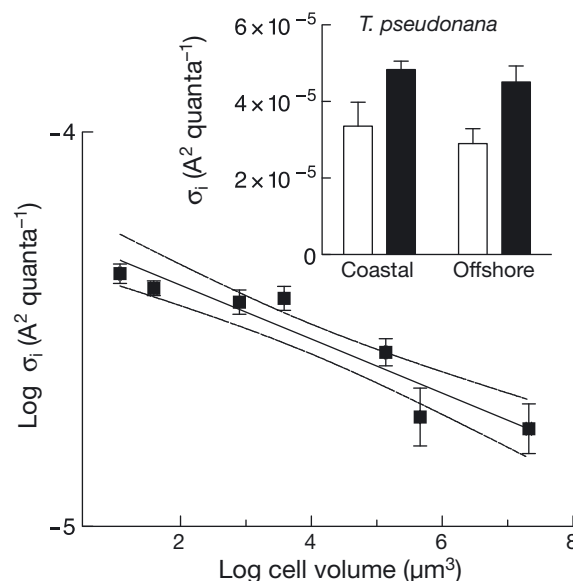 T. pseudonana
6 × 10⁻⁵
4 × 10⁻⁵
2 × 10⁻⁵
0
σᵢ (A² quanta⁻¹)
Coastal Offshore
-4
-5
Log σᵢ (A² quanta⁻¹)
2 4 6 8
Log cell volume (μm³)